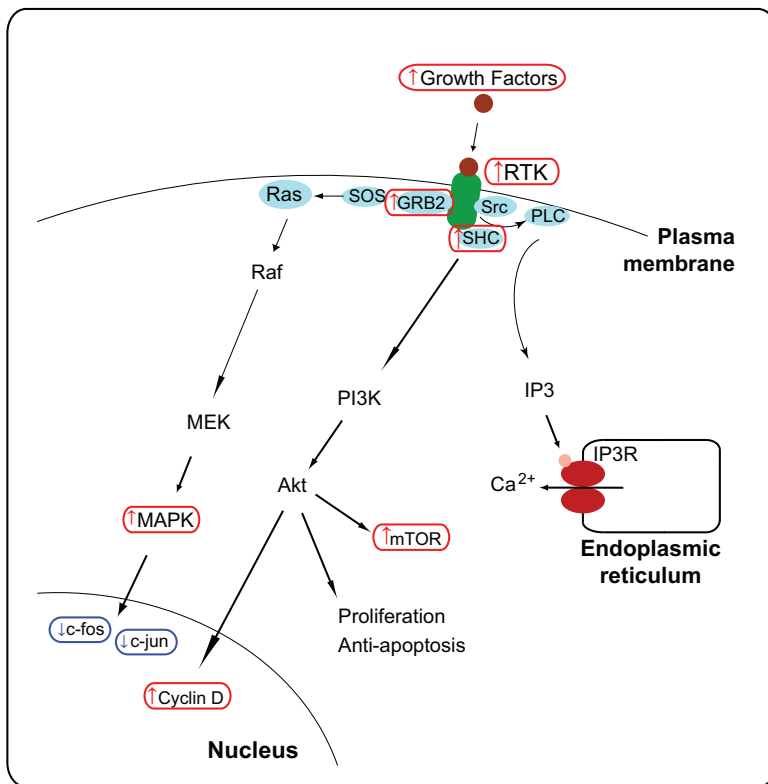 ↑Growth Factors
↑RTK
Ras
SOS
↑GRB2
Src
PLC
↑SHC
Plasma
membrane
Raf
PI3K
IP3
MEK
IP3R
Akt
Ca2+
↑MAPK
↑mTOR
Endoplasmic
reticulum
Proliferation
Anti-apoptosis
↓c-fos
↓c-jun
↑Cyclin D
Nucleus